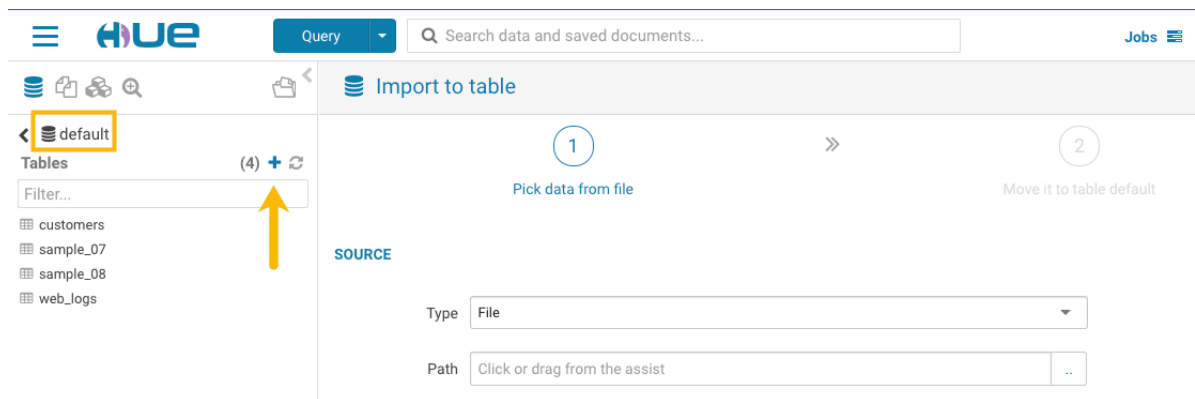 HUE
Query
Search data and saved documents...
Jobs
Import to table
default
Tables (4)
Filter...
customers
sample_07
sample_08
web_logs
1
2
Pick data from file
Move it to table default
SOURCE
Type File
Path Click or drag from the assist ..